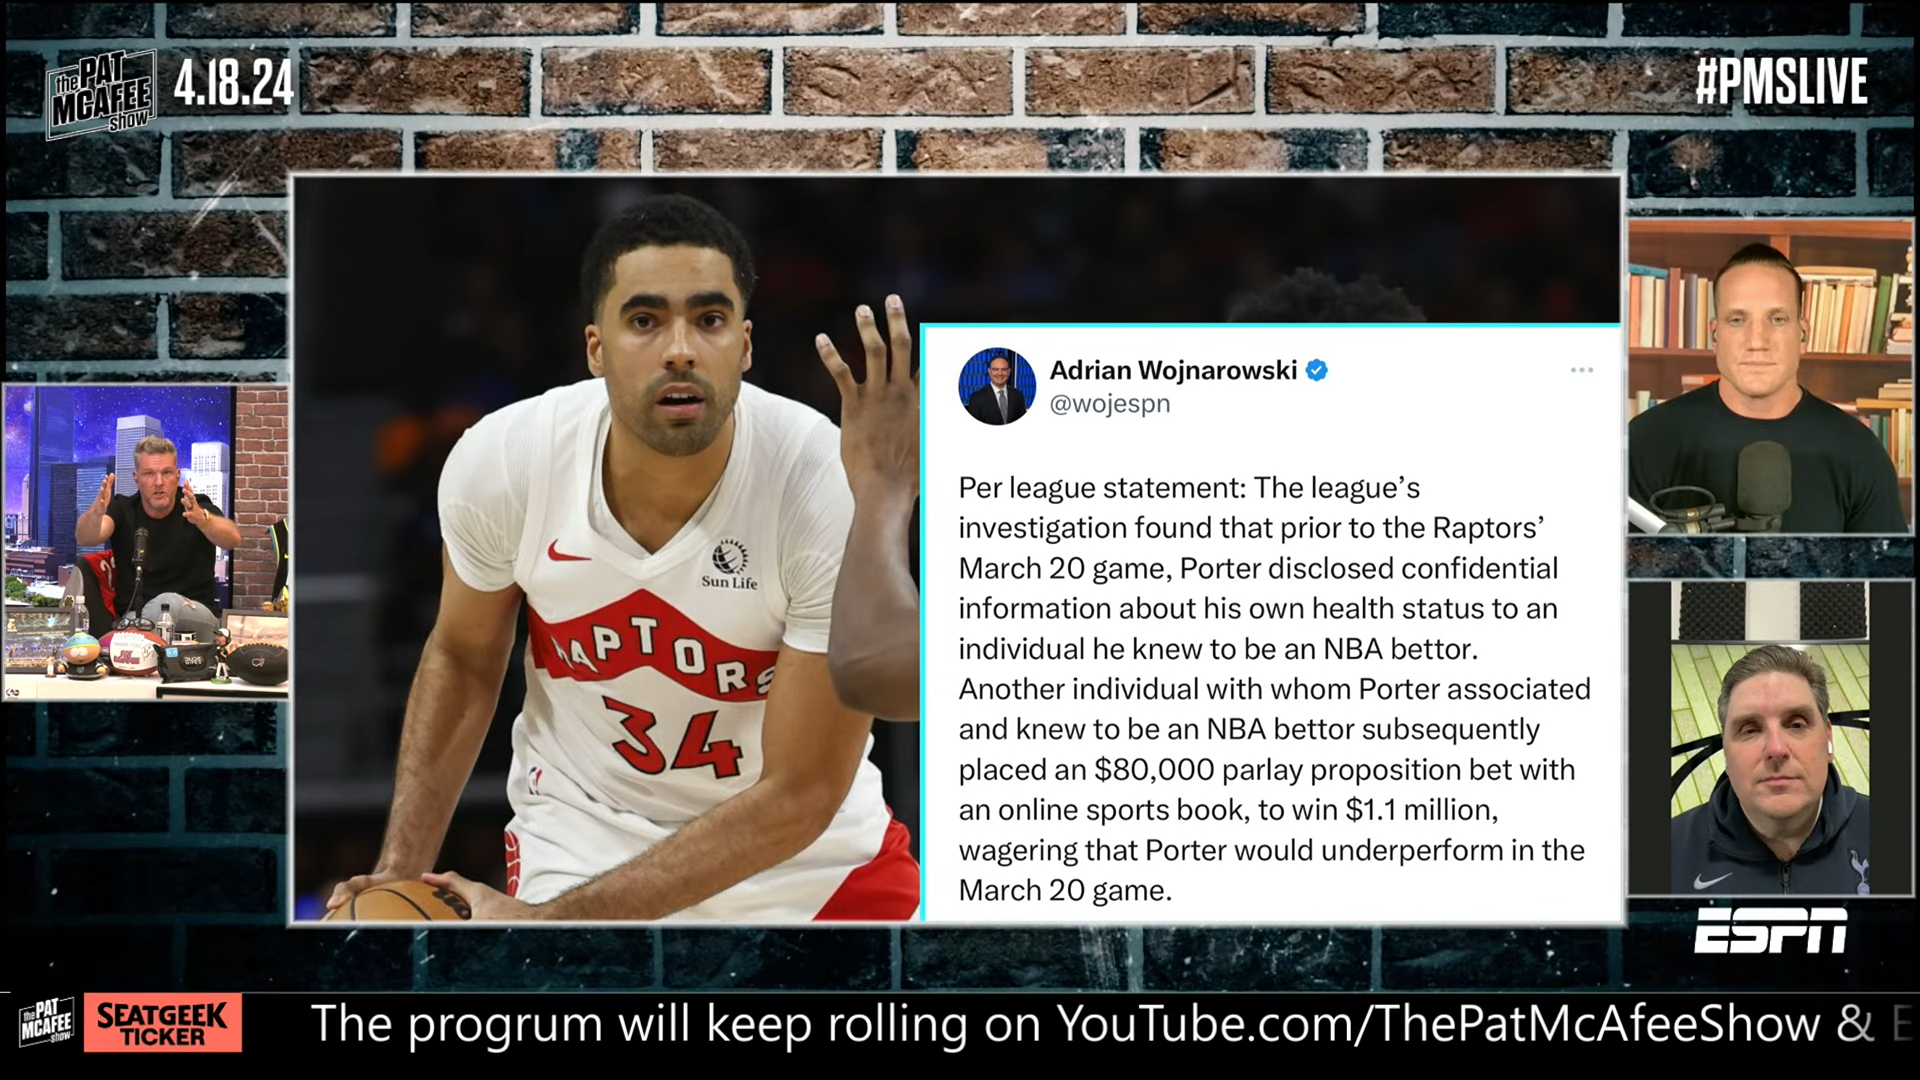 the PAT MCAFEE show
4.18.24
#PMSLIVE
Adrian Wojnarowski
@wojespn
Per league statement: The league's
investigation found that prior to the Raptors'
March 20 game, Porter disclosed confidential
information about his own health status to an
individual he knew to be an NBA bettor.
Another individual with whom Porter associated
and knew to be an NBA bettor subsequently
placed an $80,000 parlay proposition bet with
an online sports book, to win $1.1 million,
wagering that Porter would underperform in the
March 20 game.
Sun Life
RAPTORS
34
ESPN
the PAT MCAFEE show
SEATGEEK
TICKER
The progrum will keep rolling on YouTube.com/ThePatMcAfeeShow & E